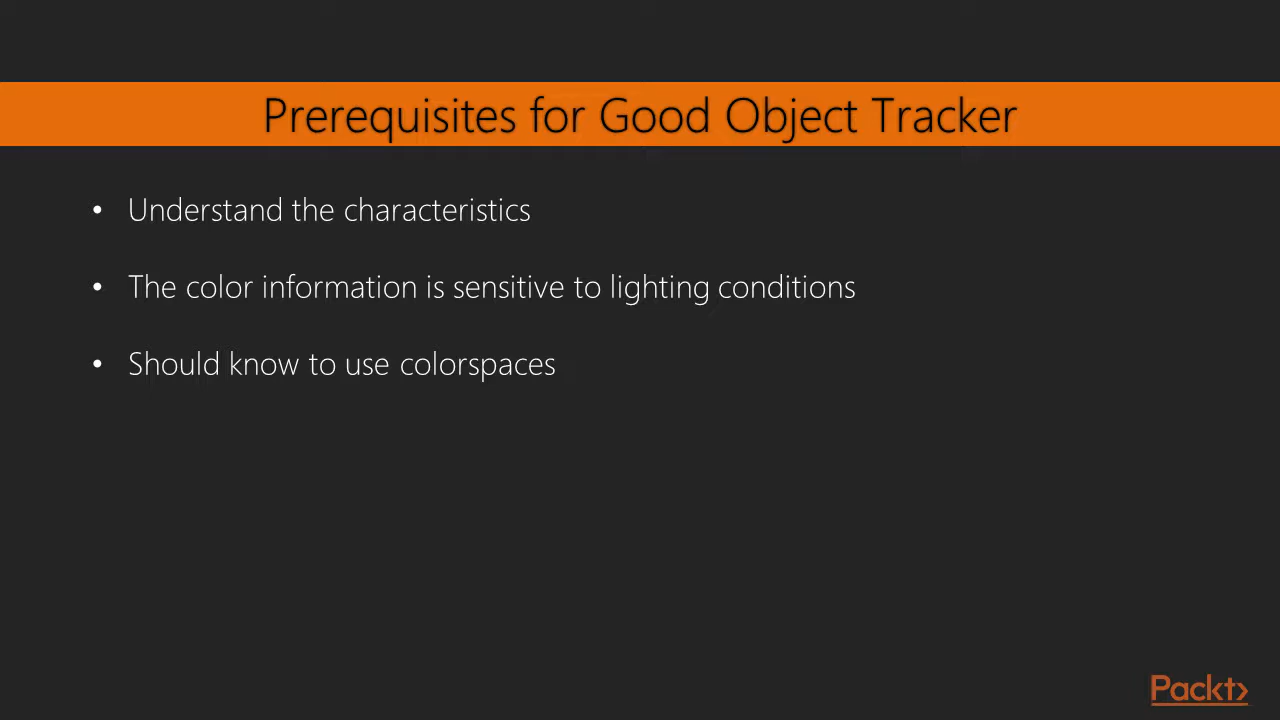 Prerequisites for Good Object Tracker
• Understand the characteristics
• The color information is sensitive to lighting conditions
• Should know to use colorspaces
Packt>